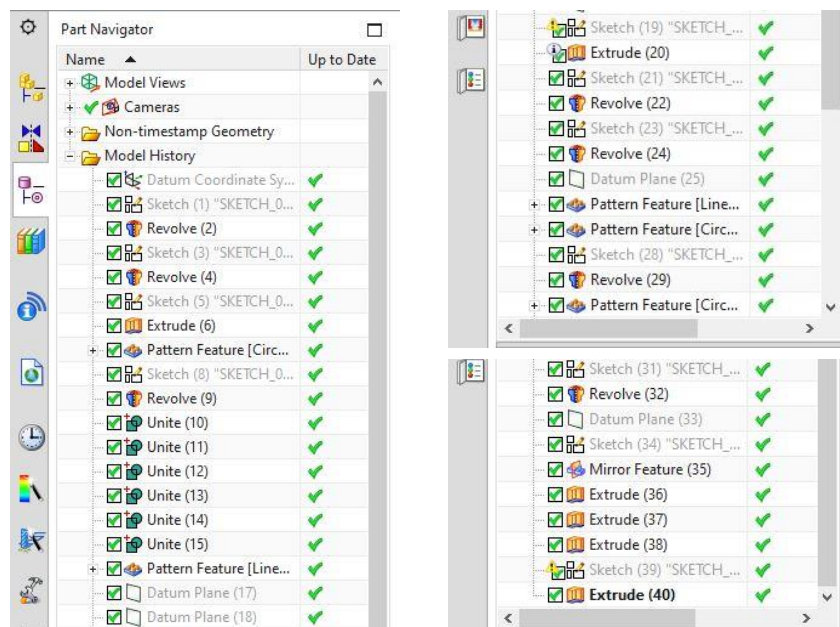 Part Navigator
Name Up to Date
Model Views
Cameras
Non-timestamp Geometry
Model History
Datum Coordinate Sy...
Sketch (1) "SKETCH_0...
Revolve (2)
Sketch (3) "SKETCH_0...
Revolve (4)
Sketch (5) "SKETCH_0...
Extrude (6)
Pattern Feature [Circ...
Sketch (8) "SKETCH_0...
Revolve (9)
Unite (10)
Unite (11)
Unite (12)
Unite (13)
Unite (14)
Unite (15)
Pattern Feature [Line...
Datum Plane (17)
Datum Plane (18)
Sketch (19) "SKETCH_...
Extrude (20)
Sketch (21) "SKETCH_...
Revolve (22)
Sketch (23) "SKETCH_...
Revolve (24)
Datum Plane (25)
Pattern Feature [Line...
Pattern Feature [Circ...
Sketch (28) "SKETCH_...
Revolve (29)
Pattern Feature [Circ...
Sketch (31) "SKETCH_...
Revolve (32)
Datum Plane (33)
Sketch (34) "SKETCH_...
Mirror Feature (35)
Extrude (36)
Extrude (37)
Extrude (38)
Sketch (39) "SKETCH_...
Extrude (40)